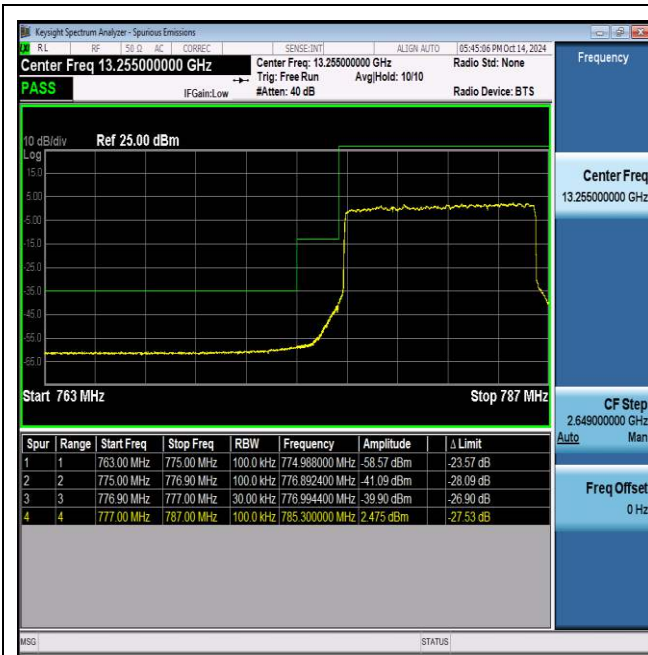 Keysight Spectrum Analyzer - Spurious Emissions
RL RF 50 Ω AC CORREC SENSE:INT ALIGN AUTO 05:45:06 PM Oct 14, 2024
Center Freq 13.255000000 GHz
Center Freq: 13.255000000 GHz Radio Std: None
Trig: Free Run Avg|Hold: 10/10
PASS IFGain:Low #Atten: 40 dB Radio Device: BTS
10 dB/div Ref 25.00 dBm
Log
15.0
5.00
-5.00
-15.0
-25.0
-35.0
-45.0
-55.0
-65.0
Start 763 MHz Stop 787 MHz
Spur Range Start Freq Stop Freq RBW Frequency Amplitude Δ Limit
1 1 763.00 MHz 775.00 MHz 100.0 kHz 774.988000 MHz -58.57 dBm -23.57 dB
2 2 775.00 MHz 776.90 MHz 100.0 kHz 776.892400 MHz -41.09 dBm -28.09 dB
3 3 776.90 MHz 777.00 MHz 30.00 kHz 776.994400 MHz -39.90 dBm -26.90 dB
4 4 777.00 MHz 787.00 MHz 100.0 kHz 785.300000 MHz 2.475 dBm -27.53 dB
MSG STATUS
Frequency
Center Freq
13.255000000 GHz
CF Step
2.649000000 GHz
Auto Man
Freq Offset
0 Hz